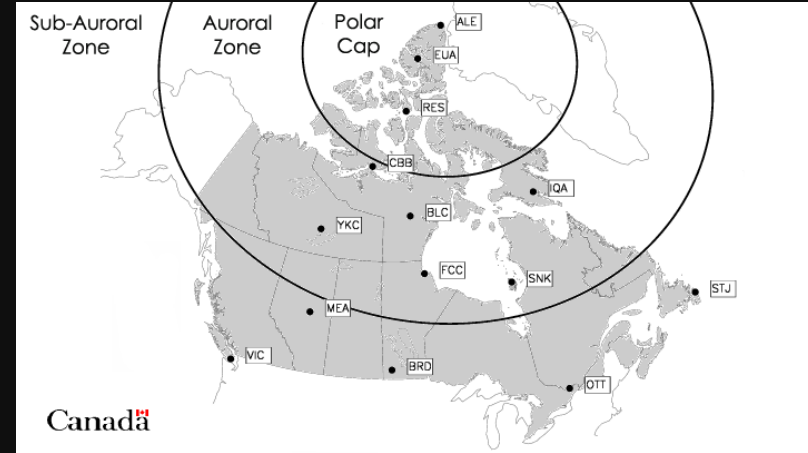 Sub-Auroral
Zone
Auroral
Zone
Polar
Cap
ALE
EUA
RES
CBB
IQA
BLC
YKC
FCC
SNK
STJ
MEA
VIC
BRD
OTT
Canada